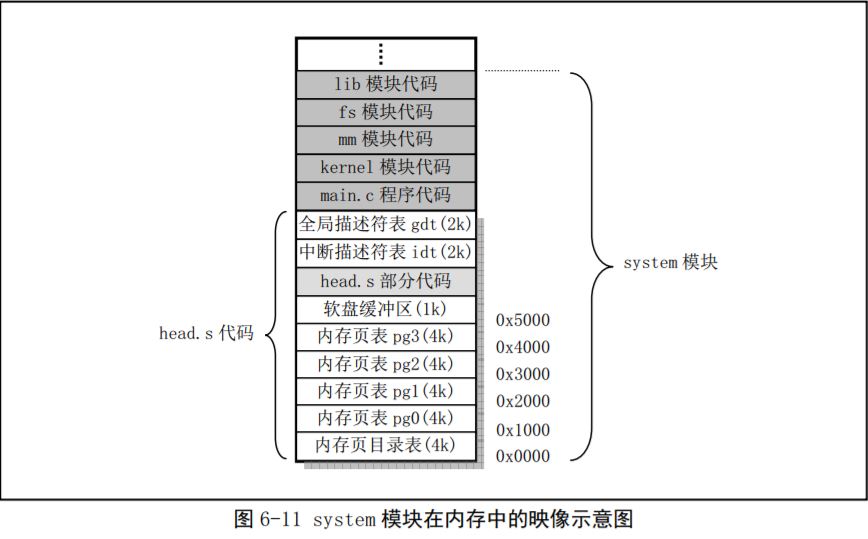 ⋮
lib 模块代码
fs 模块代码
mm 模块代码
kernel 模块代码
main.c 程序代码
全局描述符表 gdt(2k)
中断描述符表 idt(2k)
head.s 部分代码
软盘缓冲区(1k)
内存页表 pg3(4k)
内存页表 pg2(4k)
内存页表 pg1(4k)
内存页表 pg0(4k)
内存页目录表(4k)
head.s 代码
0x5000
0x4000
0x3000
0x2000
0x1000
0x0000
system 模块
图 6-11 system 模块在内存中的映像示意图